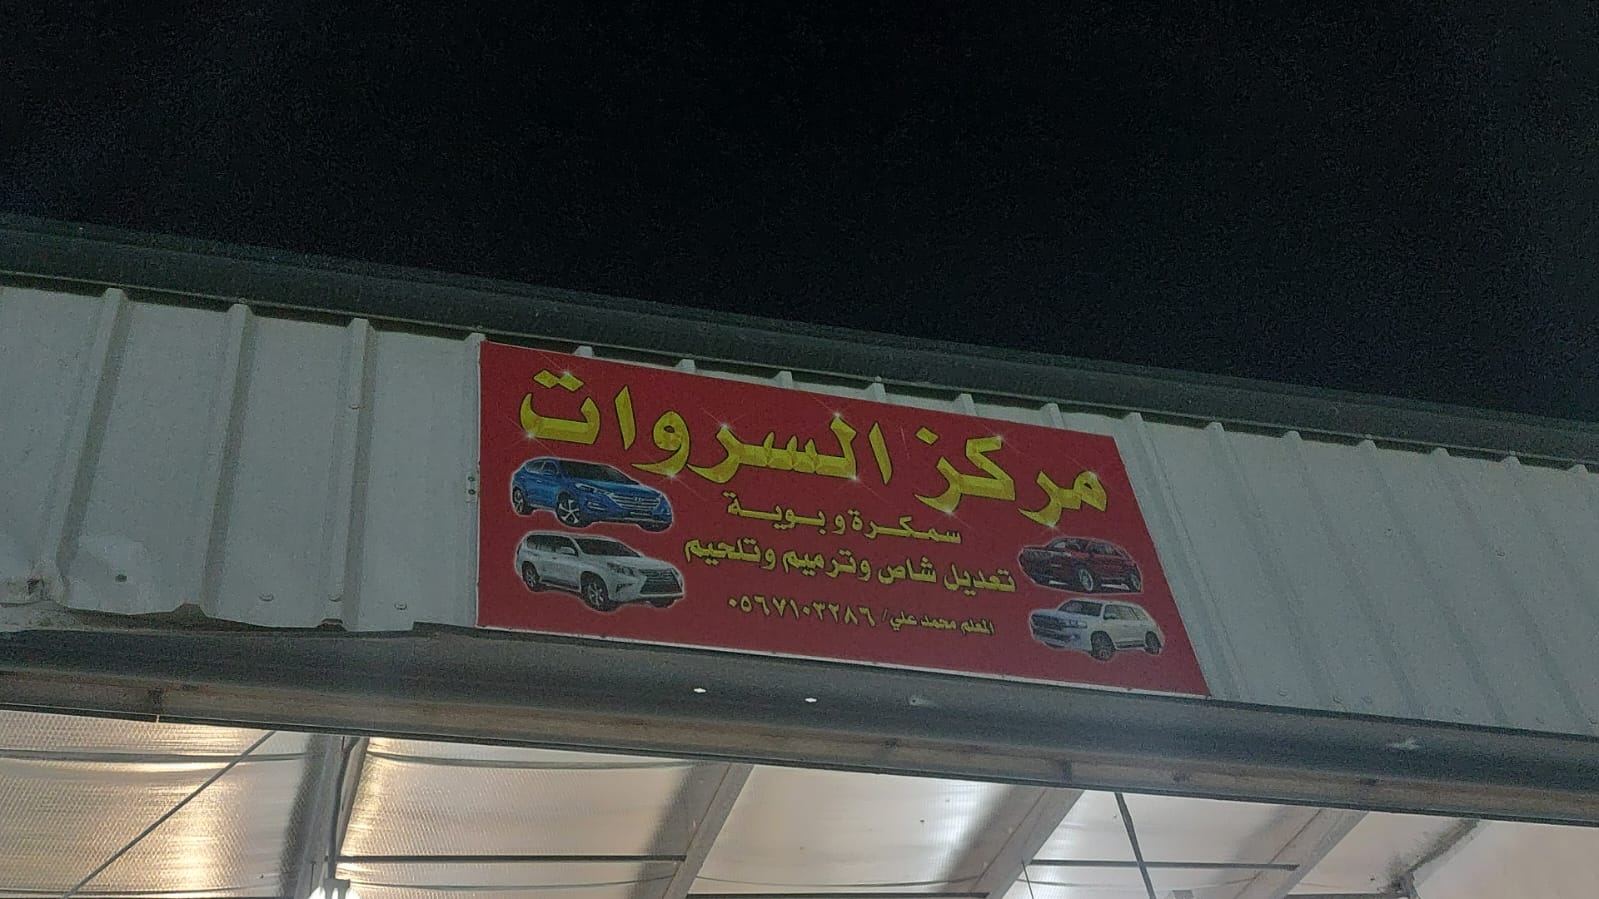 مركز السروات
سمكرة وبوية
تعديل شاص وترميم وتلحيم
المعلم محمد علي/ ٠٥٦٧١٠٣٢٨٦